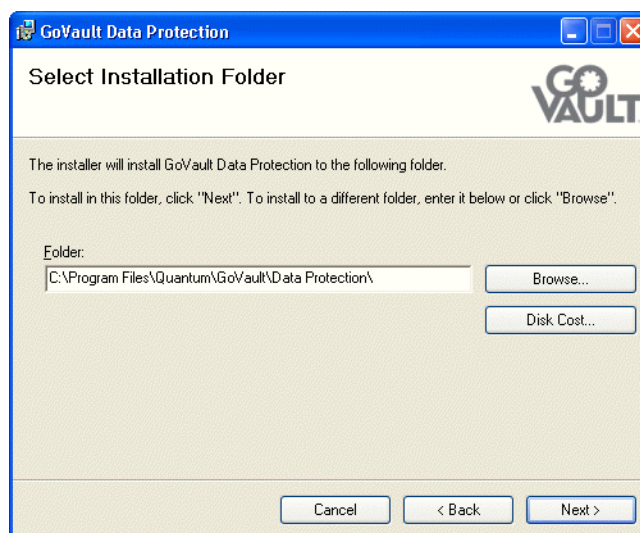 GoVault Data Protection
Select Installation Folder
GO
VAULT
The installer will install GoVault Data Protection to the following folder.
To install in this folder, click "Next". To install to a different folder, enter it below or click "Browse".
Folder:
C:\Program Files\Quantum\GoVault\Data Protection\
Browse...
Disk Cost...
Cancel
< Back
Next >